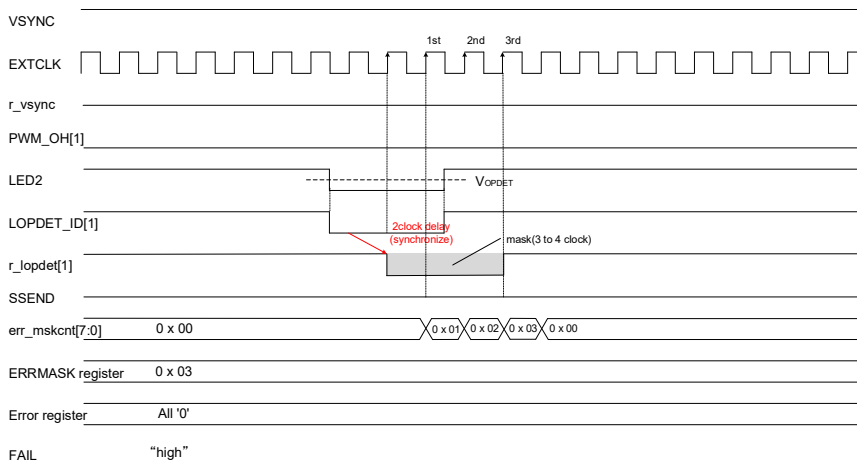 VSYNC
1st 2nd 3rd
EXTCLK
r_vsync
PWM_OH[1]
LED2
VOPDET
LOPDET_ID[1]
2clock delay
(synchronize)
mask(3 to 4 clock)
r_lopdet[1]
SSEND
err_mskcnt[7:0] 0 x 00 0 x 01 0 x 02 0 x 03 0 x 00
ERRMASK register 0 x 03
Error register All '0'
FAIL “high”